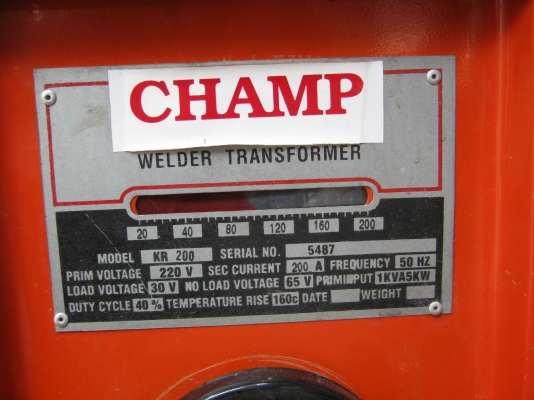 CHAMP
WELDER TRANSFORMER
20 40 80 120 160 200
MODEL KR 200 SERIAL NO. 5487
PRIM VOLTAGE 220 V SEC CURRENT 200 A FREQUENCY 50 HZ
LOAD VOLTAGE 30 V NO LOAD VOLTAGE 65 V PRIMINPUT 1KVA5KW
DUTY CYCLE 40% TEMPERATURE RISE 160c DATE WEIGHT